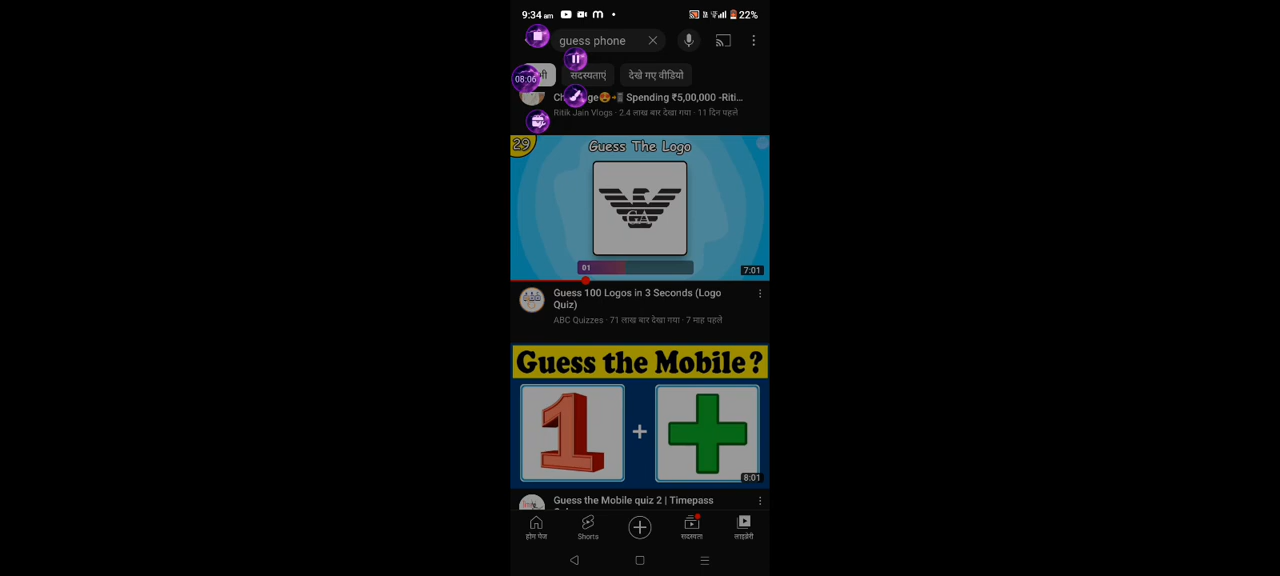 9:34 am
22%
guess phone
08:06
सदस्यताएं
देखे गए वीडियो
Spending ₹5,00,000 -Riti...
Ritik Jain Vlogs · 2.4 लाख बार देखा गया · 11 दिन पहले
29
Guess The Logo
GA
01
7:01
Guess 100 Logos in 3 Seconds (Logo
Quiz)
ABC Quizzes · 71 लाख बार देखा गया · 7 माह पहले
Guess the Mobile?
1
+
8:01
Guess the Mobile quiz 2 | Timepass
होम पेज
Shorts
सदस्यता
लाइब्रेरी